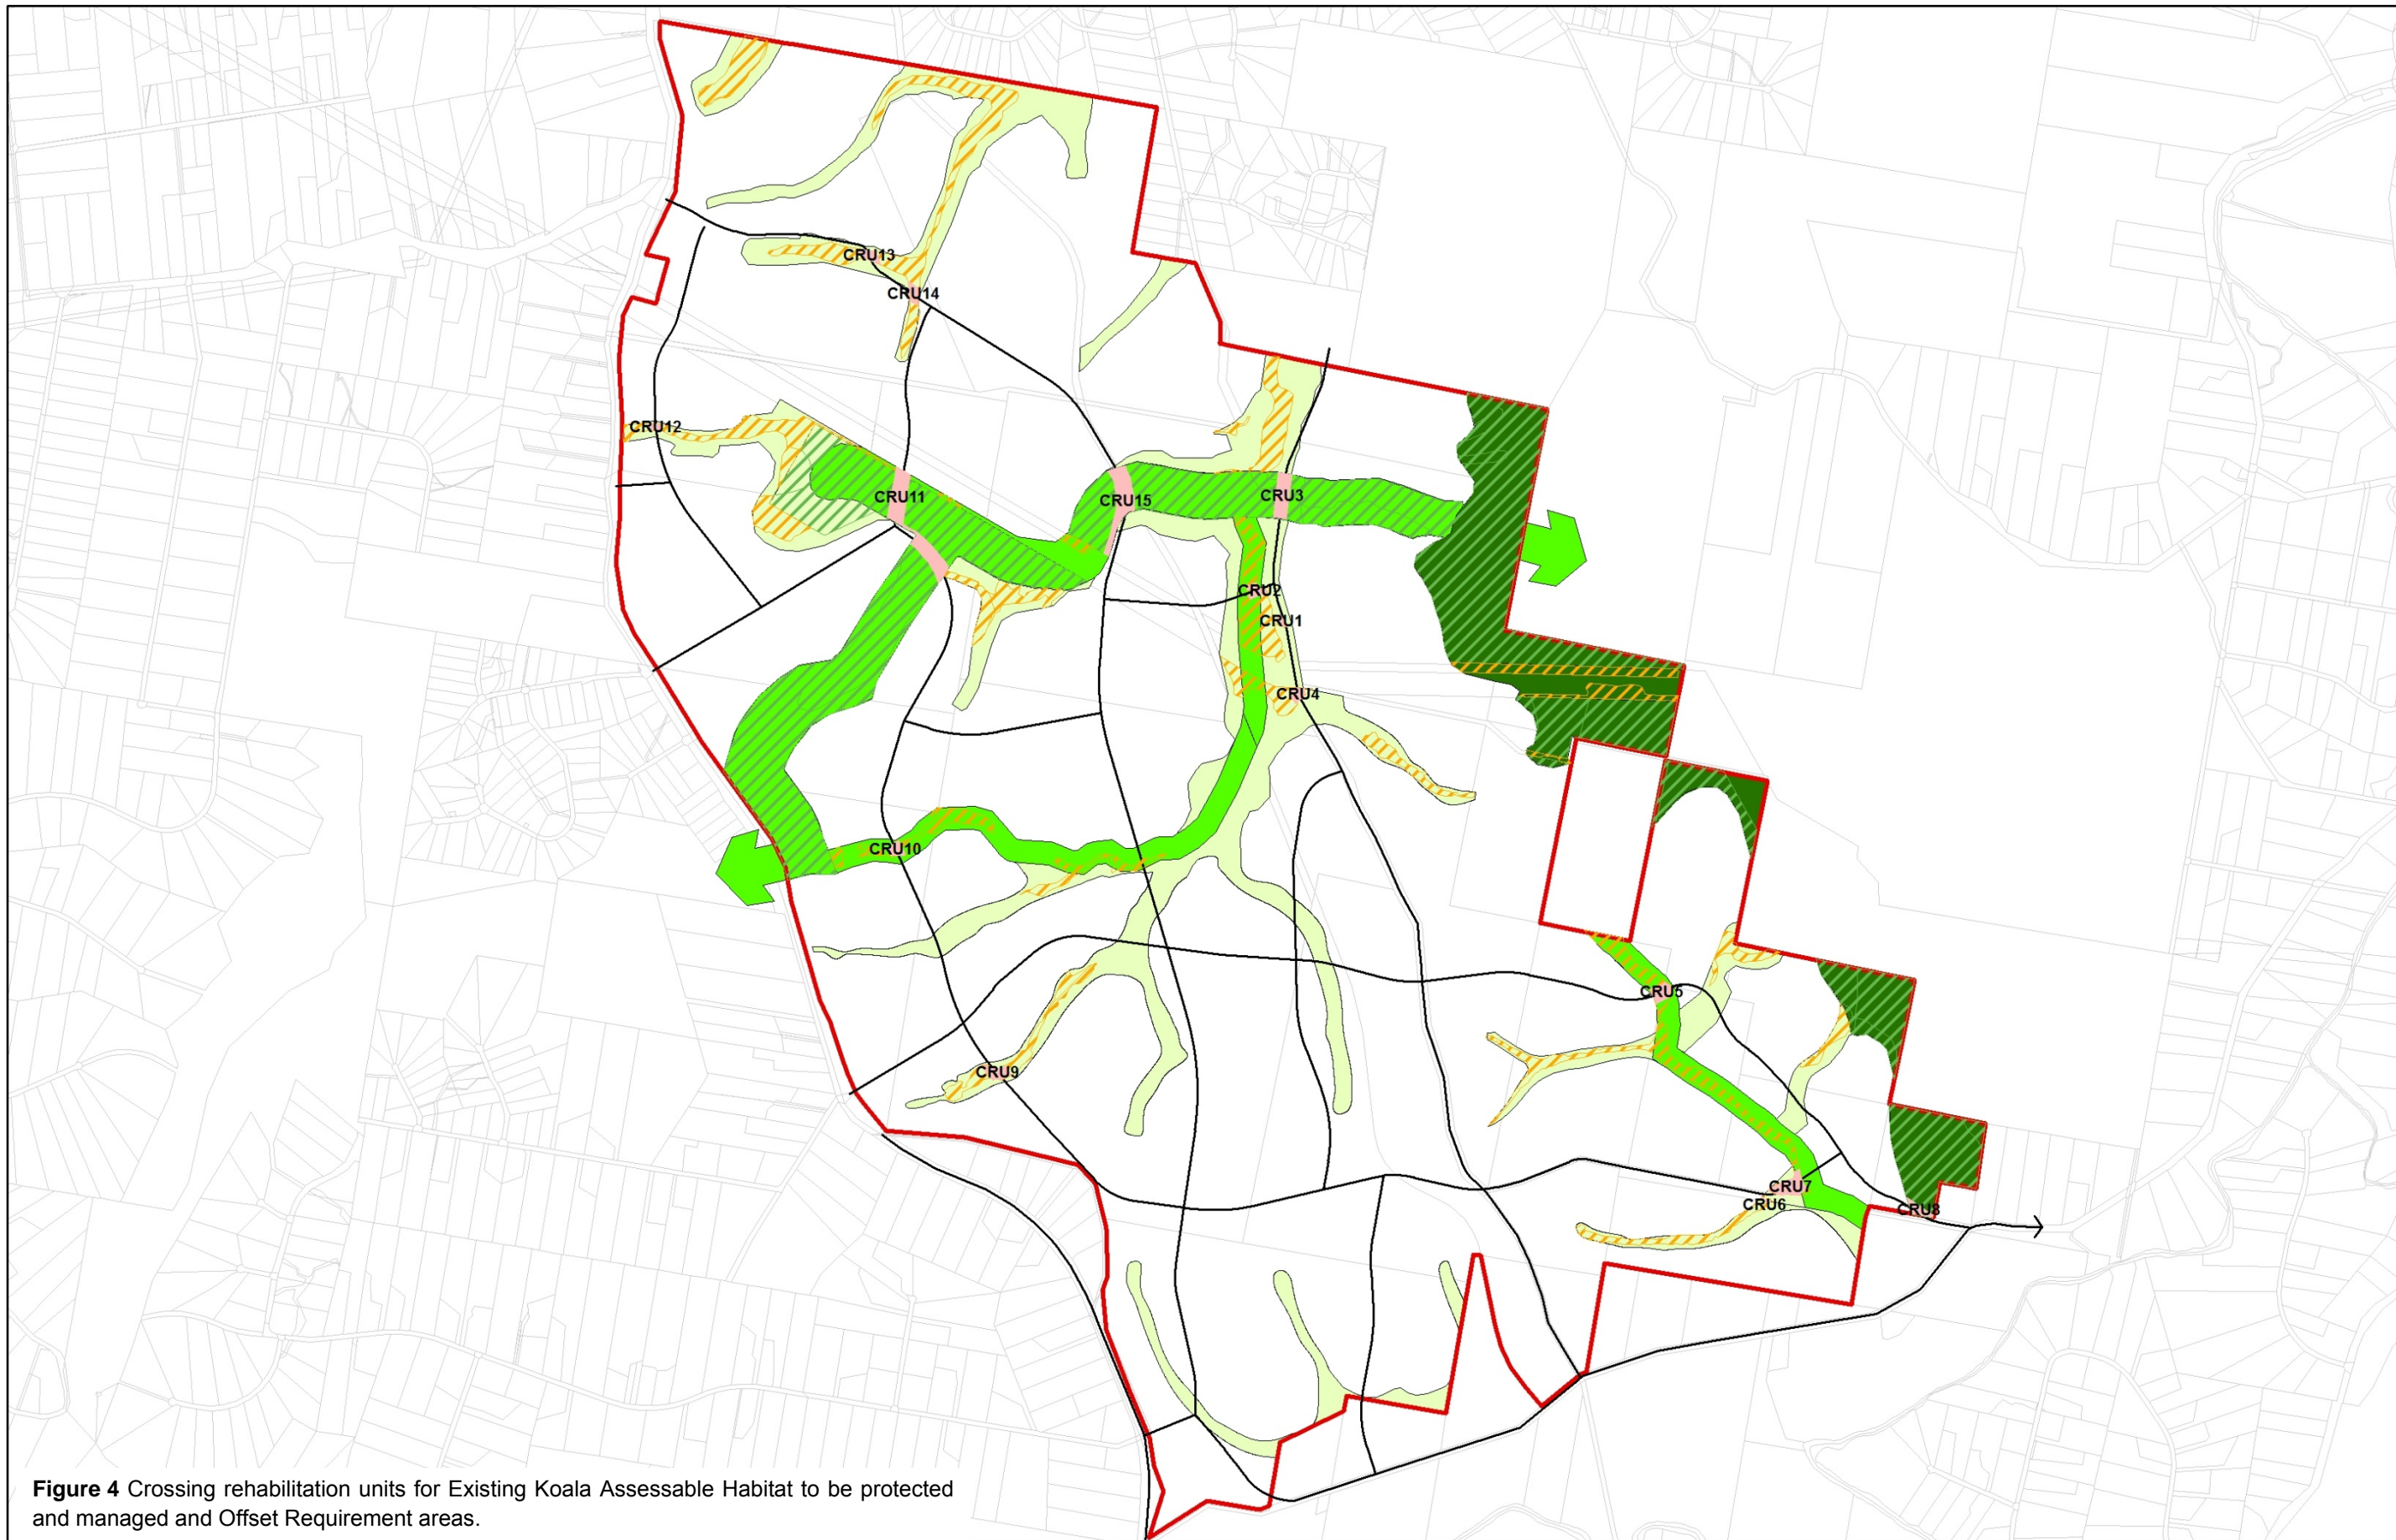 CRU13
CRU14
CRU12
CRU11
CRU15
CRU3
CRU2
CRU1
CRU4
CRU10
CRU5
CRU9
CRU7
CRU6
CRU8
Figure 4 Crossing rehabilitation units for Existing Koala Assessable Habitat to be protected
and managed and Offset Requirement areas.